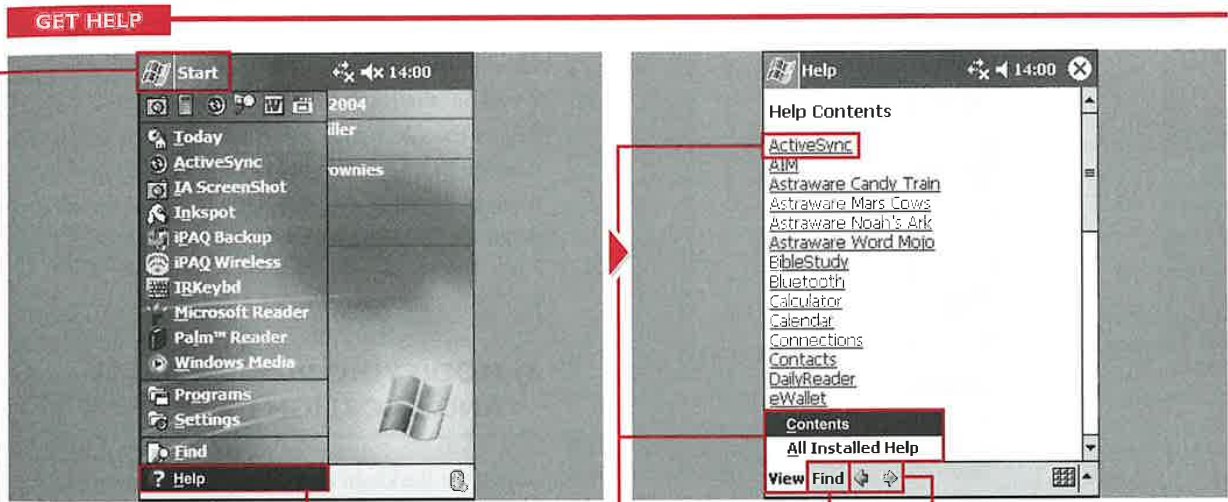 GET HELP
Start 14:00
2004
iller
Today
ownies
ActiveSync
IA ScreenShot
Inkspot
iPAQ Backup
iPAQ Wireless
IRKeybd
Microsoft Reader
Palm™ Reader
Windows Media
Programs
Settings
Find
? Help
Help 14:00
Help Contents
ActiveSync
AIM
Astraware Candy Train
Astraware Mars Cows
Astraware Noah's Ark
Astraware Word Mojo
BibleStudy
Bluetooth
Calculator
Calendar
Connections
Contacts
DailyReader
eWallet
Contents
All Installed Help
View Find